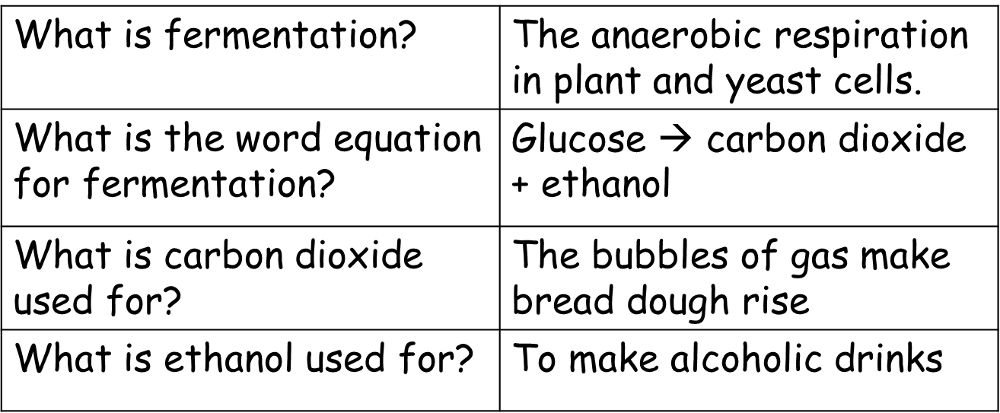 What is fermentation?
The anaerobic respiration
in plant and yeast cells.
What is the word equation
for fermentation?
Glucose → carbon dioxide
+ ethanol
What is carbon dioxide
used for?
The bubbles of gas make
bread dough rise
What is ethanol used for?
To make alcoholic drinks